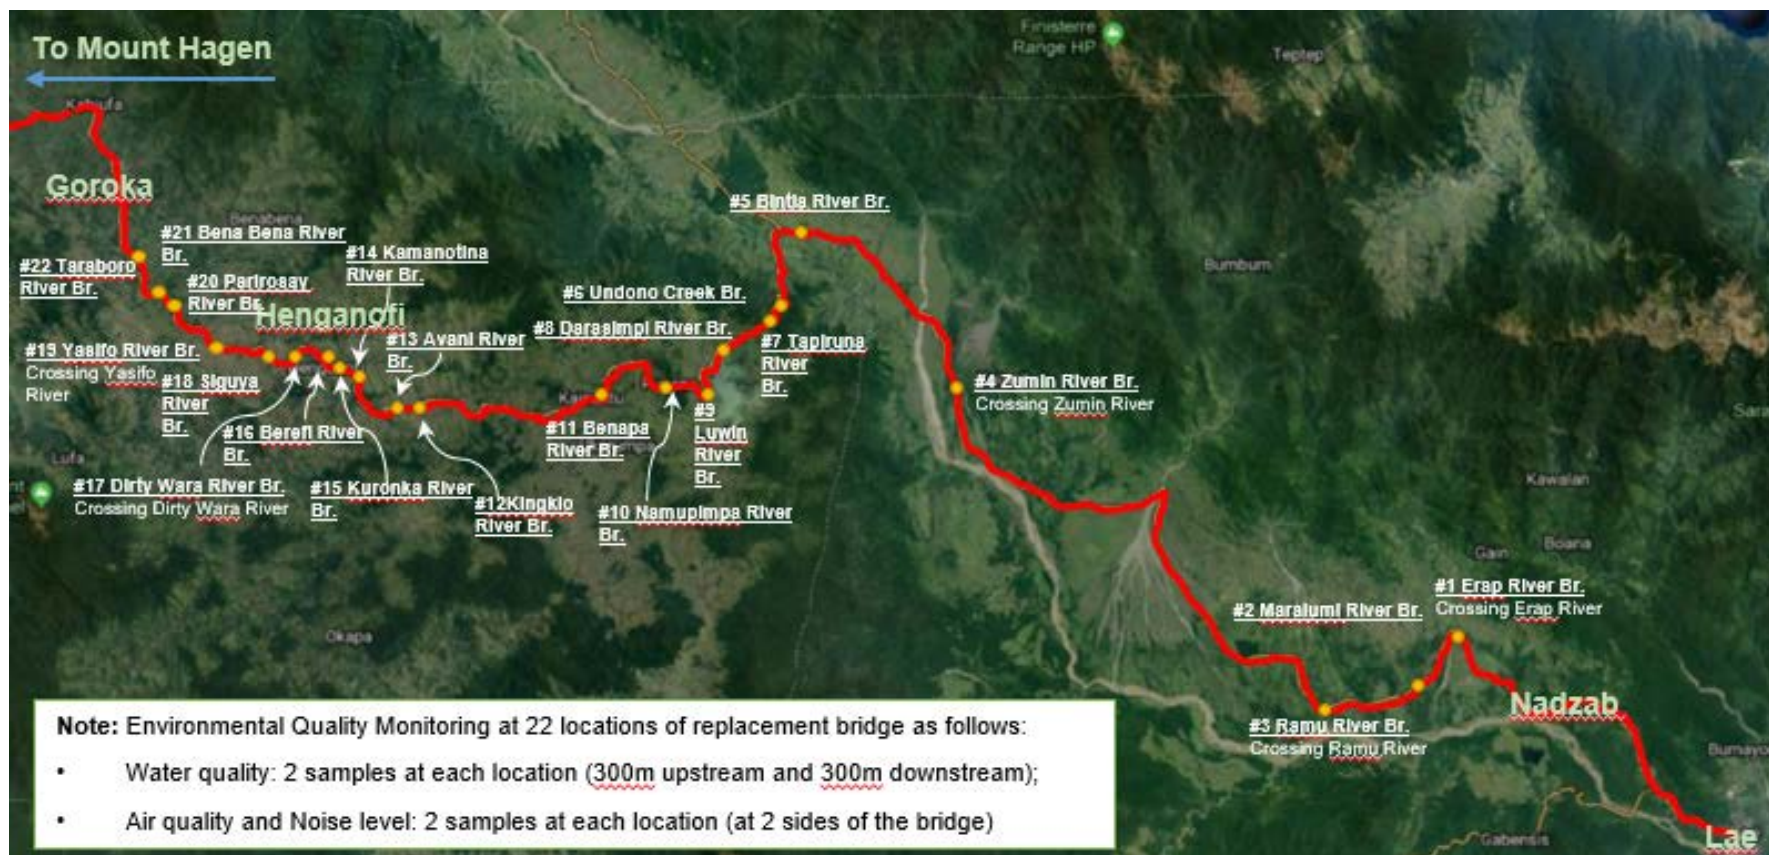 To Mount Hagen
Finisterre
Range HP
Teptep
Kabiufa
Goroka
Benabena
#5 Bintia River Br.
#21 Bena Bena River
Br.
#14 Kamanotina
River Br.
#22 Taraboro
River Br.
#20 Parirosay
River Br.
Henganofi
Bumbum
#6 Undono Creek Br.
#8 Darasimpi River Br.
#13 Avani River
Br.
#7 Tapiruna
River
Br.
#19 Yasifo River Br.
Crossing Yasifo
River
#18 Siguya
River
Br.
#4 Zumin River Br.
Crossing Zumin River
#9
Luwin
River
Br.
#16 Berefi River
Br.
#11 Benapa
River Br.
Lufa
#17 Dirty Wara River Br.
Crossing Dirty Wara River
#15 Kuronka River
Br.
#12Kingkio
River Br.
#10 Namupimpa River
Br.
Kawalan
Gain
Boana
#1 Erap River Br.
Crossing Erap River
#2 Maralumi River Br.
Okapa
Nadzab
#3 Ramu River Br.
Crossing Ramu River
Bumayo
Note: Environmental Quality Monitoring at 22 locations of replacement bridge as follows:
• Water quality: 2 samples at each location (300m upstream and 300m downstream);
• Air quality and Noise level: 2 samples at each location (at 2 sides of the bridge)
Gabensis
Lae